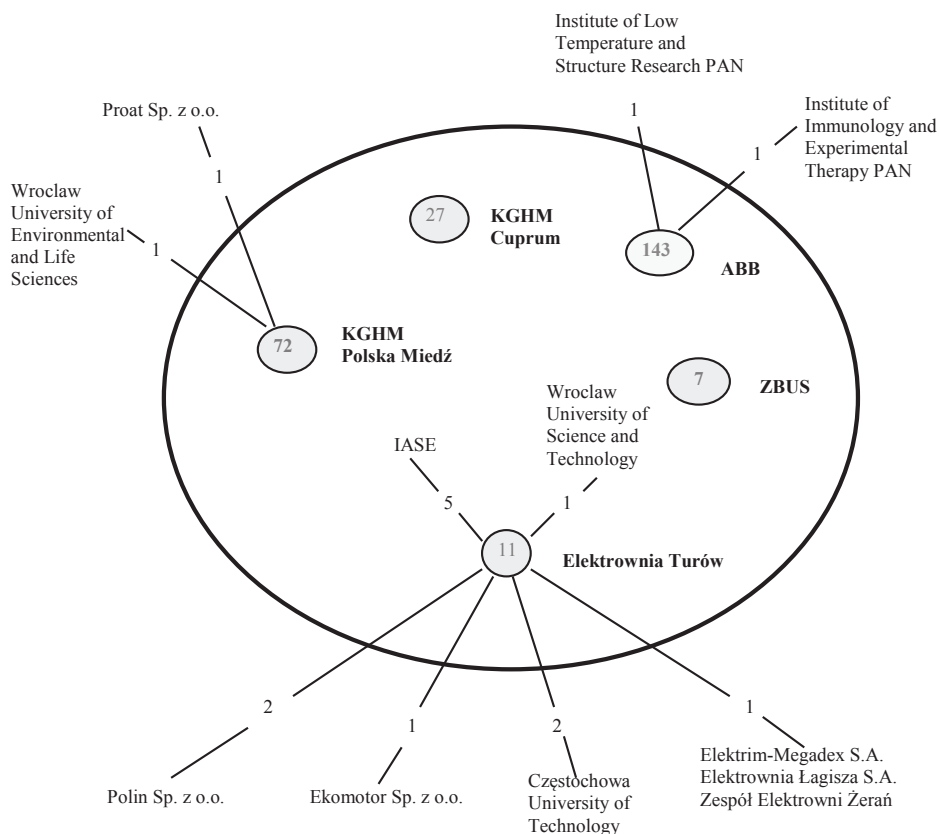 Institute of Low
Temperature and
Structure Research PAN
1
Institute of
Immunology and
Experimental
Therapy PAN
1
Proat Sp. z o.o.
1
Wroclaw
University of
Environmental
and Life
Sciences
1
27
KGHM
Cuprum
143
ABB
72
KGHM
Polska Miedź
7
ZBUS
Wroclaw
University of
Science and
Technology
IASE
5
1
11
Elektrownia Turów
2
1
2
1
Polin Sp. z o.o.
Ekomotor Sp. z o.o.
Częstochowa
University of
Technology
Elektrim-Megadex S.A.
Elektrownia Łagisza S.A.
Zespół Elektrowni Żerań